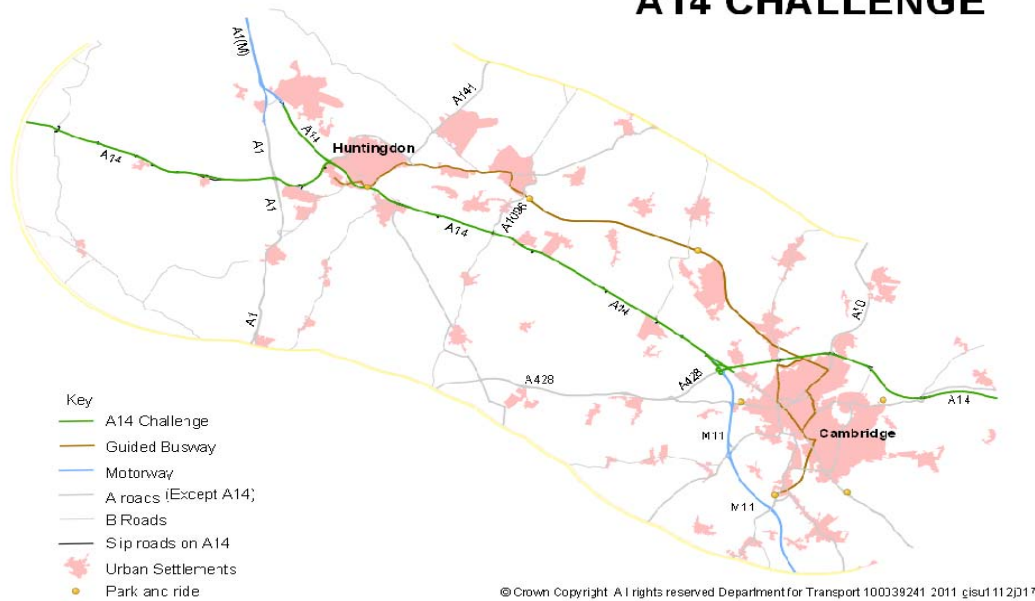 A14 CHALLENGE
A1(M)
A141
A14
Huntingdon
A1
A14
A1
A1096
A14
A14
A10
A1
A428
A428
A14
M11
Cambridge
M11
Key
A14 Challenge
Guided Busway
Motorway
A roads (Except A14)
B Roads
Slip roads on A14
Urban Settlements
Park and ride
© Crown Copyright All rights reserved Department for Transport 100039241 2011 gisu1112j017